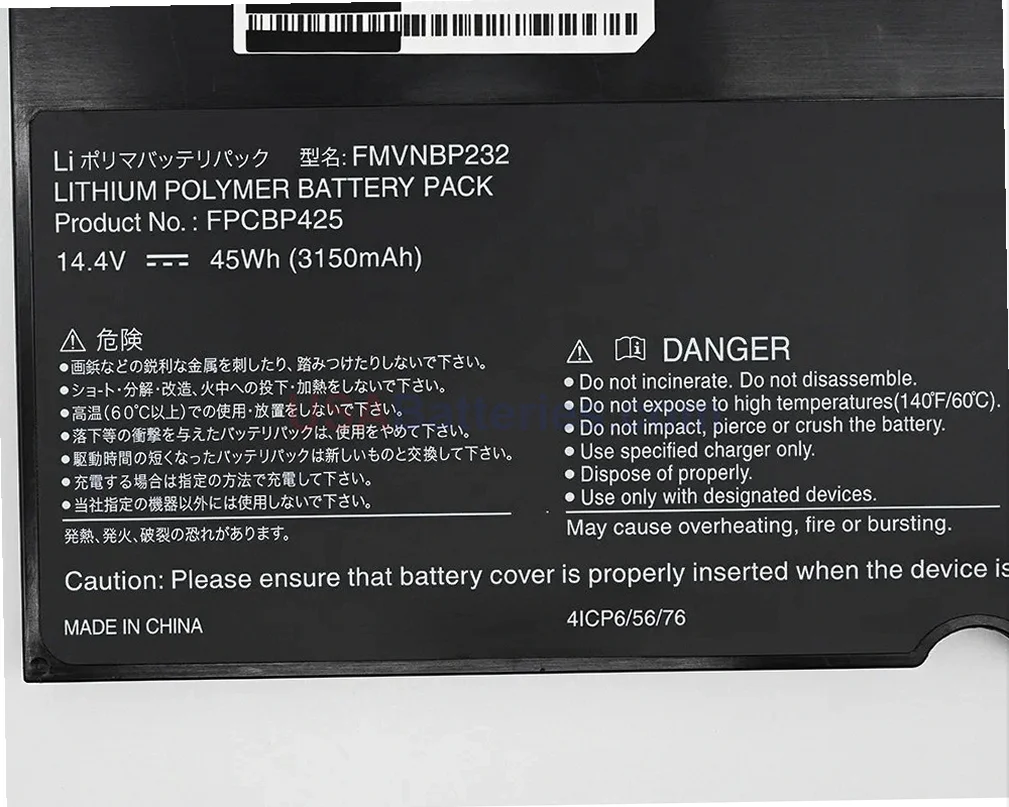 Li ポリマバッテリパック 型名: FMVNBP232
LITHIUM POLYMER BATTERY PACK
Product No. : FPCBP425
14.4V 45Wh (3150mAh)
⚠ 危険
●画鋲などの鋭利な金属を刺したり、踏みつけたりしないで下さい。
●ショート・分解・改造、火中への投下・加熱をしないで下さい。
●高温(60℃以上)での使用・放置をしないで下さい。
●落下等の衝撃を与えたバッテリパックは、使用をやめて下さい。
●駆動時間の短くなったバッテリパックは新しいものと交換して下さい。
●充電する場合は指定の方法で充電して下さい。
●当社指定の機器以外には使用しないで下さい。
発熱、発火、破裂の恐れがあります。
⚠ DANGER
● Do not incinerate. Do not disassemble.
● Do not expose to high temperatures(140℉/60℃).
● Do not impact, pierce or crush the battery.
● Use specified charger only.
● Dispose of properly.
● Use only with designated devices.
May cause overheating, fire or bursting.
Caution: Please ensure that battery cover is properly inserted when the device is
MADE IN CHINA
4ICP6/56/76